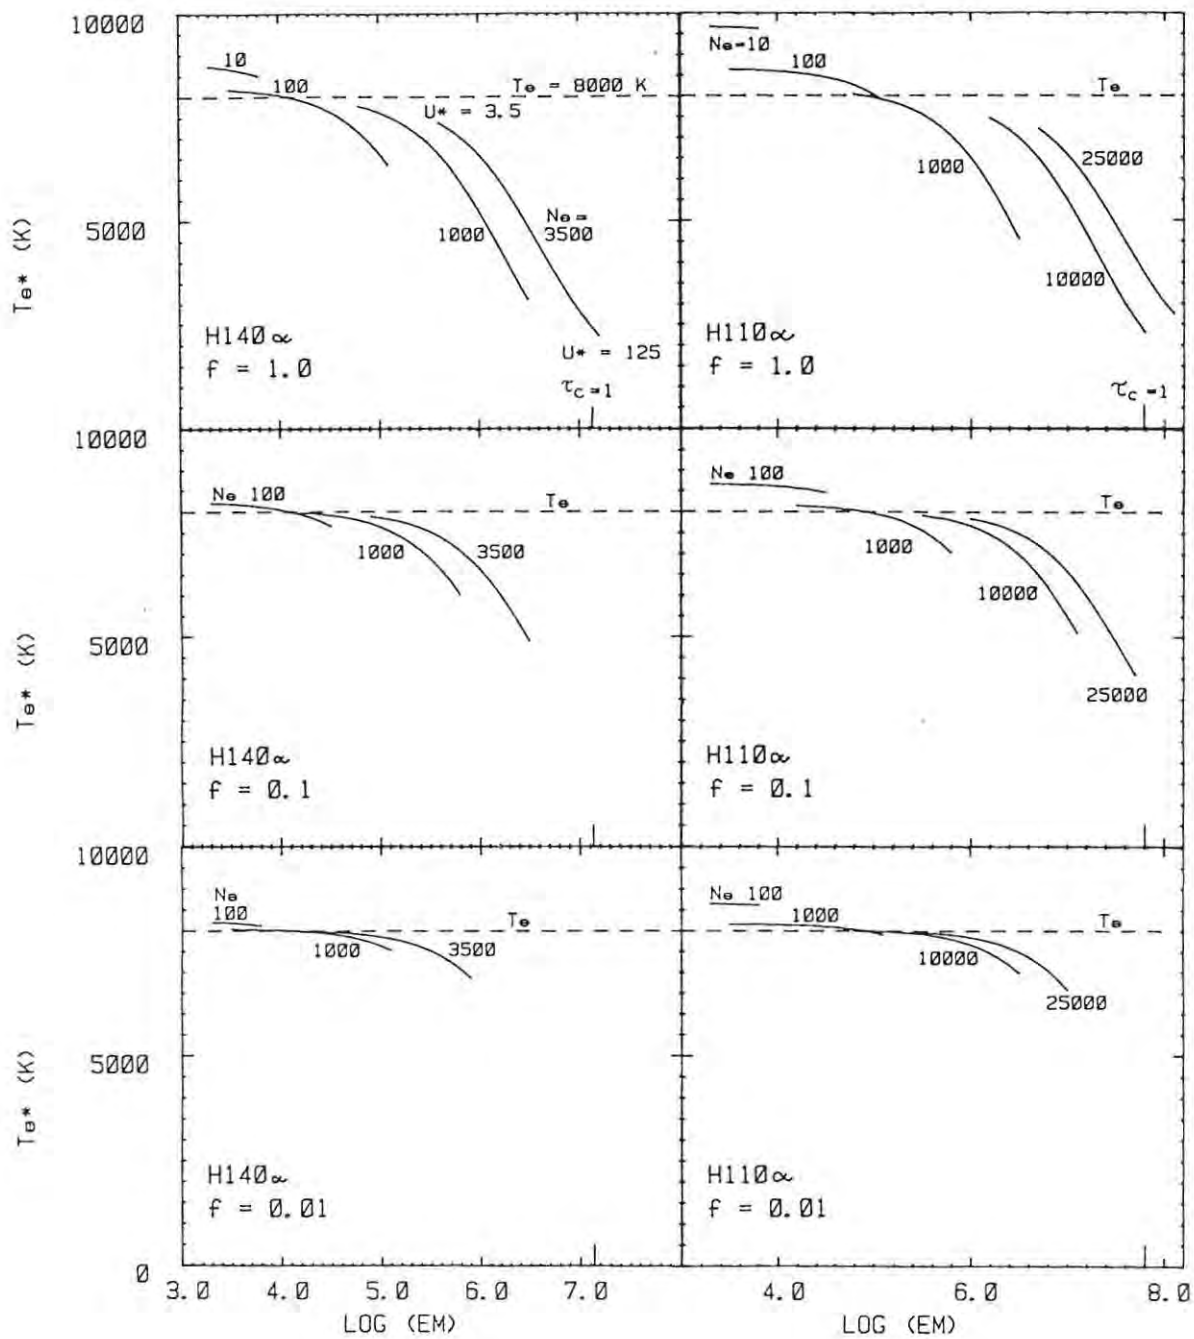 10000
10
100
Te = 8000 K
U* = 3.5
Ne=10
100
Te
1000
25000
5000
Ne =
1000
3500
10000
Te* (K)
H140α
f = 1.0
U* = 125
τc=1
H110α
f = 1.0
τc=1
10000
Ne 100
Te
1000
3500
Ne 100
Te
1000
10000
5000
25000
Te* (K)
H140α
f = 0.1
H110α
f = 0.1
10000
Ne
100
Te
1000
3500
Ne 100
1000
Te
10000
25000
5000
Te* (K)
H140α
f = 0.01
H110α
f = 0.01
0
3.0 4.0 5.0 6.0 7.0
4.0 6.0 8.0
LOG (EM)
LOG (EM)